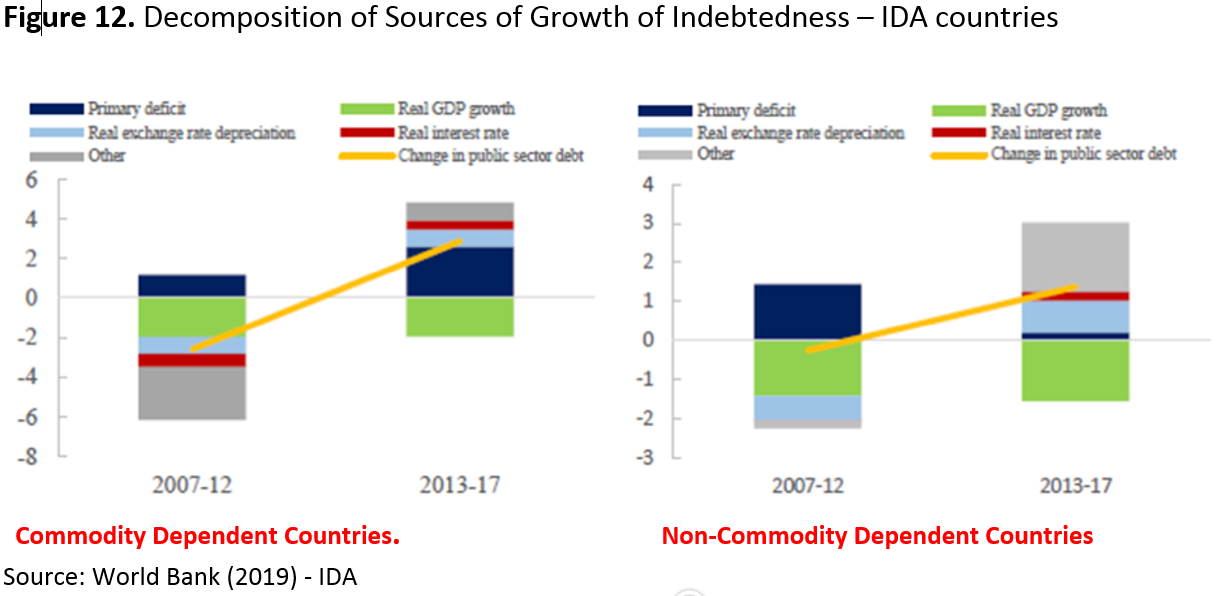 Figure 12. Decomposition of Sources of Growth of Indebtedness – IDA countries
Primary deficit
Real GDP growth
Real exchange rate depreciation
Real interest rate
Other
Change in public sector debt
6
4
2
0
-2
-4
-6
-8
2007-12
2013-17
Primary deficit
Real GDP growth
Real exchange rate depreciation
Real interest rate
Other
Change in public sector debt
4
3
2
1
0
-1
-2
-3
2007-12
2013-17
Commodity Dependent Countries.
Non-Commodity Dependent Countries
Source: World Bank (2019) - IDA